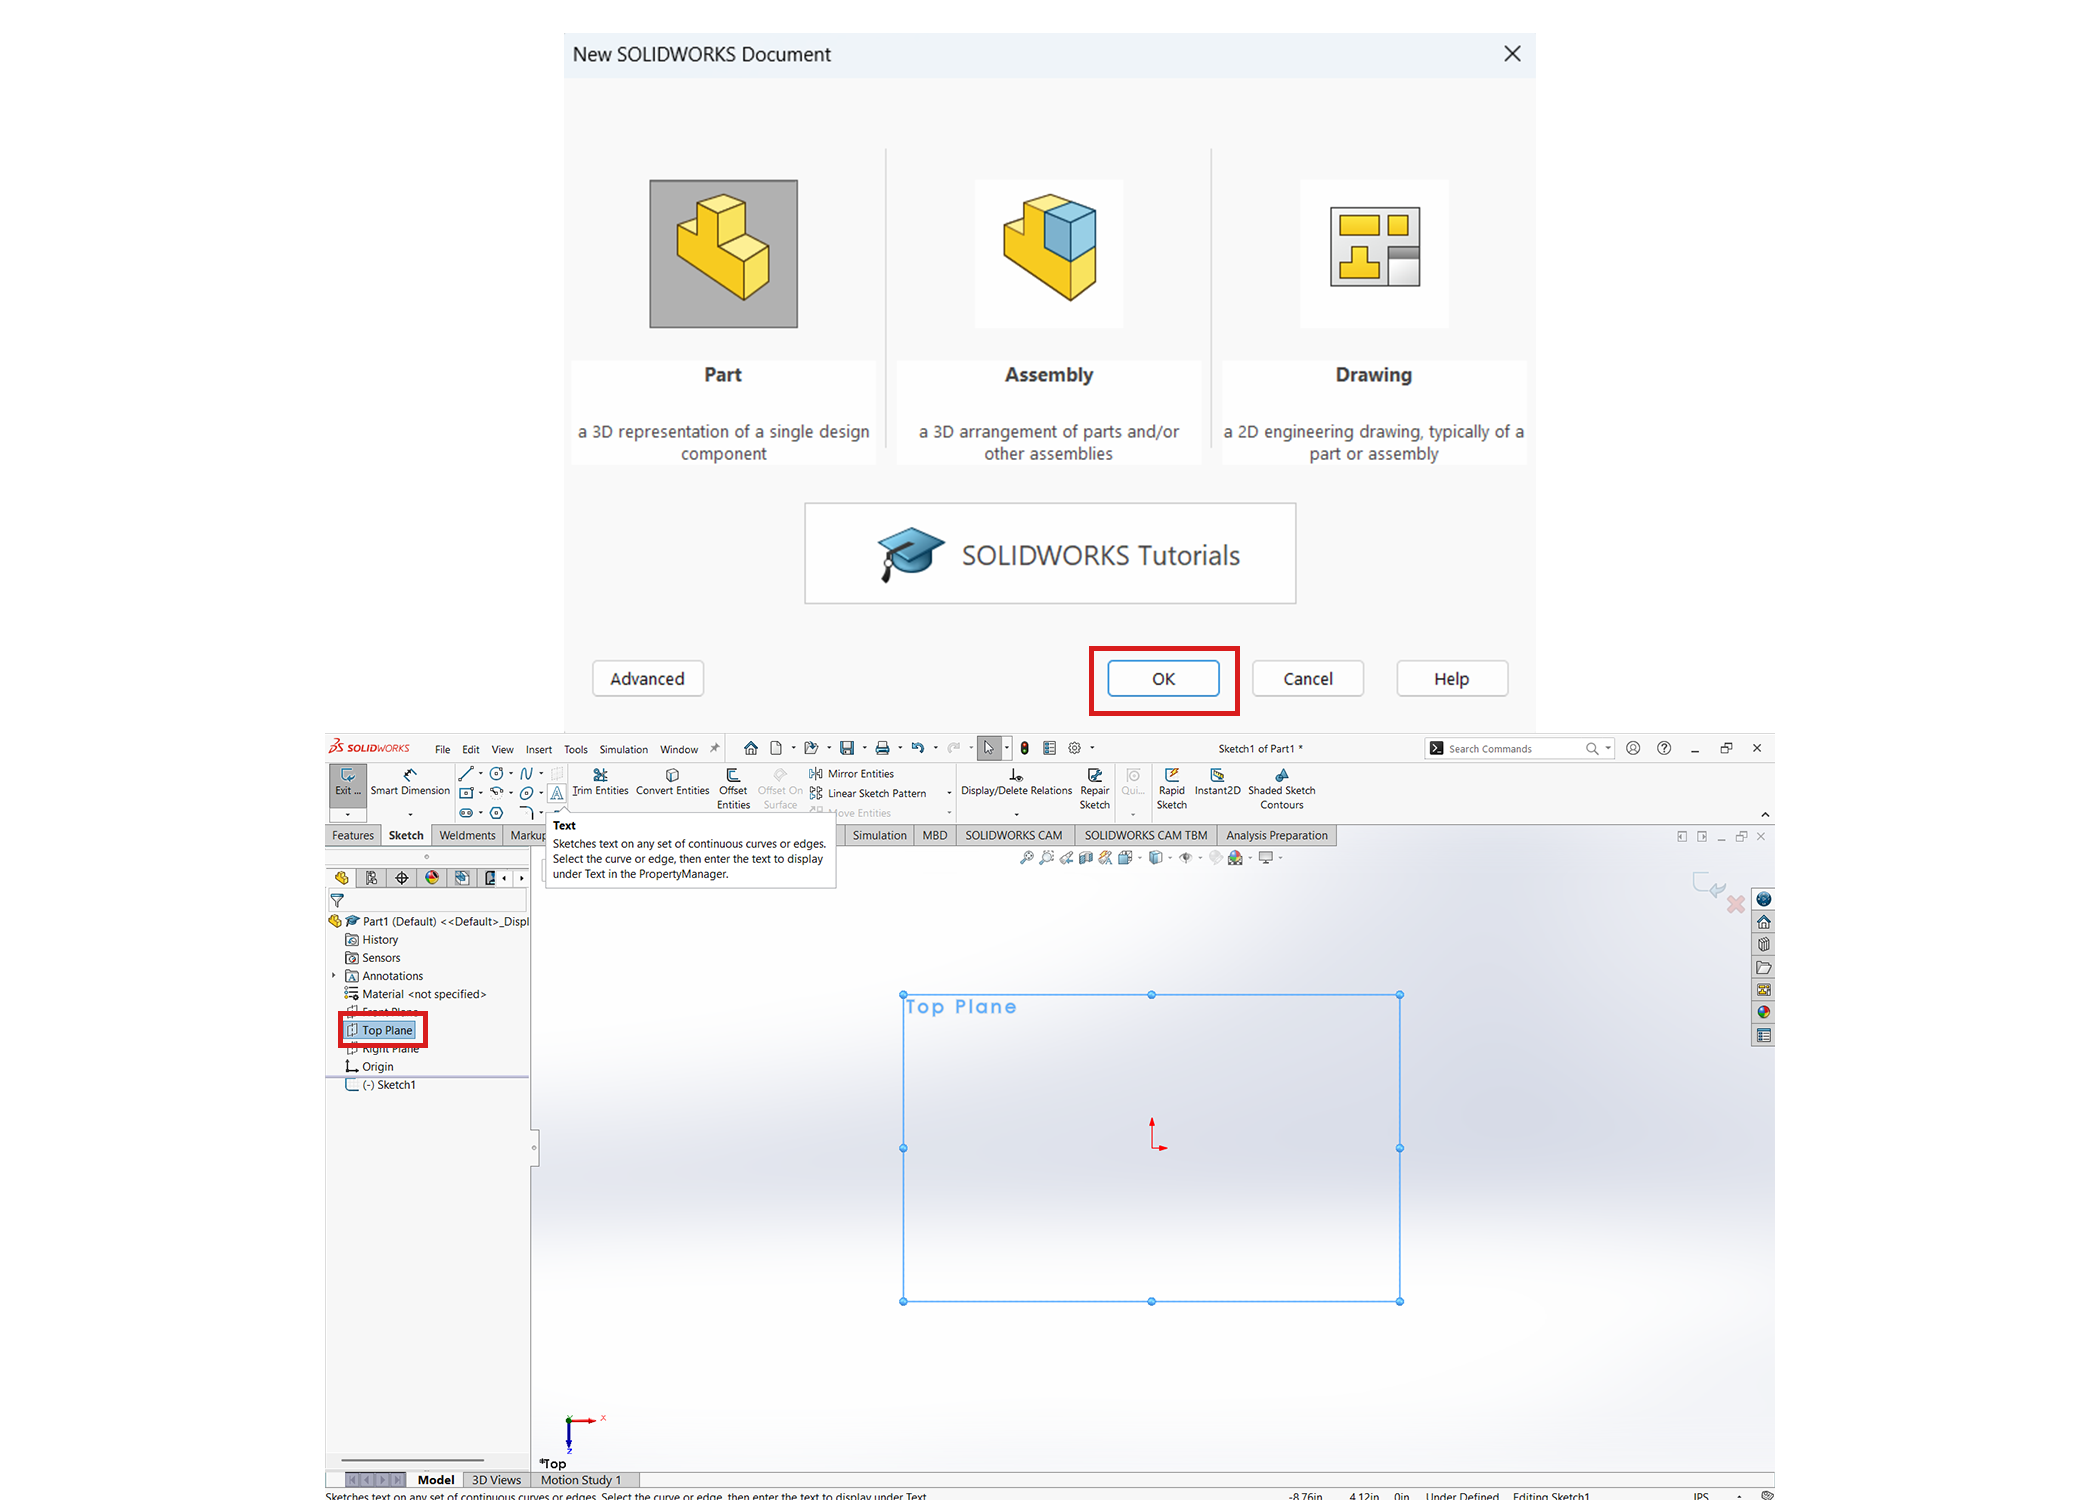 New SOLIDWORKS Document
Part
a 3D representation of a single design
component
Assembly
a 3D arrangement of parts and/or
other assemblies
Drawing
a 2D engineering drawing, typically of a
part or assembly
SOLIDWORKS Tutorials
Advanced
OK
Cancel
Help
SOLIDWORKS
File
Edit
View
Insert
Tools
Simulation
Window
Sketch1 of Part1 *
Search Commands
Exit ...
Smart Dimension
Trim Entities
Convert Entities
Offset
Entities
Offset On
Surface
Mirror Entities
Linear Sketch Pattern
Move Entities
Display/Delete Relations
Repair
Sketch
Qui...
Rapid
Sketch
Instant2D
Shaded Sketch
Contours
Features
Sketch
Weldments
Markup
Simulation
MBD
SOLIDWORKS CAM
SOLIDWORKS CAM TBM
Analysis Preparation
Text
Sketches text on any set of continuous curves or edges.
Select the curve or edge, then enter the text to display
under Text in the PropertyManager.
Part1 (Default) <<Default>_Displ
History
Sensors
Annotations
Material <not specified>
Front Plane
Top Plane
Right Plane
Origin
(-) Sketch1
Top Plane
X
Z
*Top
Model
3D Views
Motion Study 1
Sketches text on any set of continuous curves or edges. Select the curve or edge, then enter the text to display under Text
-8.76in
4.12in
0in
Under Defined
Editing Sketch1
IPS